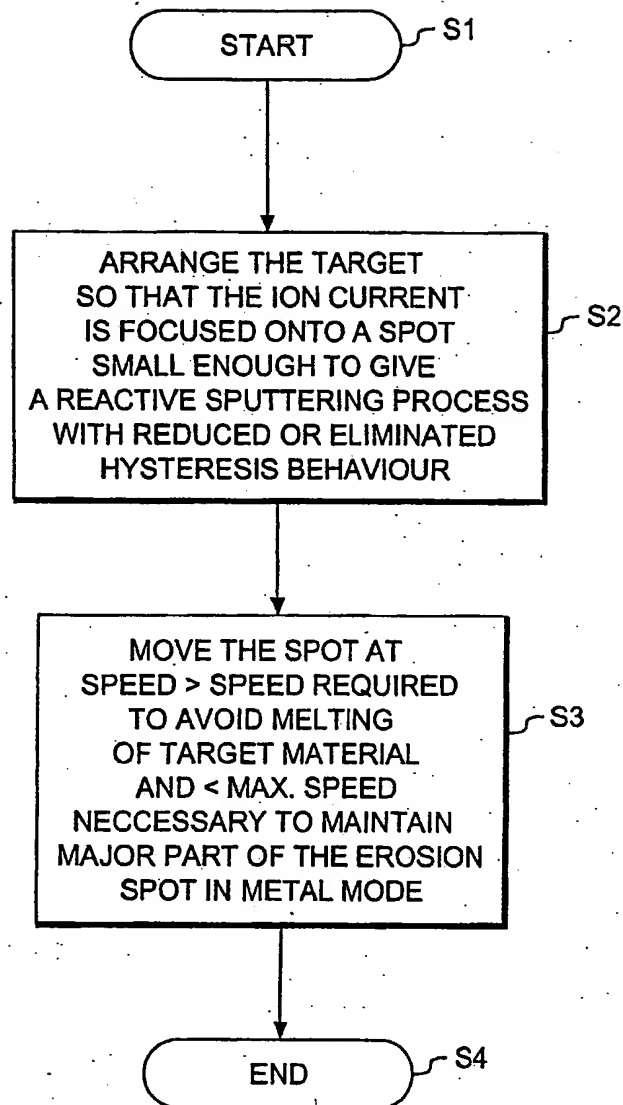 START
S1
ARRANGE THE TARGET
SO THAT THE ION CURRENT
IS FOCUSED ONTO A SPOT
SMALL ENOUGH TO GIVE
A REACTIVE SPUTTERING PROCESS
WITH REDUCED OR ELIMINATED
HYSTERESIS BEHAVIOUR
S2
MOVE THE SPOT AT
SPEED > SPEED REQUIRED
TO AVOID MELTING
OF TARGET MATERIAL
AND < MAX. SPEED
NECCESSARY TO MAINTAIN
MAJOR PART OF THE EROSION
SPOT IN METAL MODE
S3
END
S4